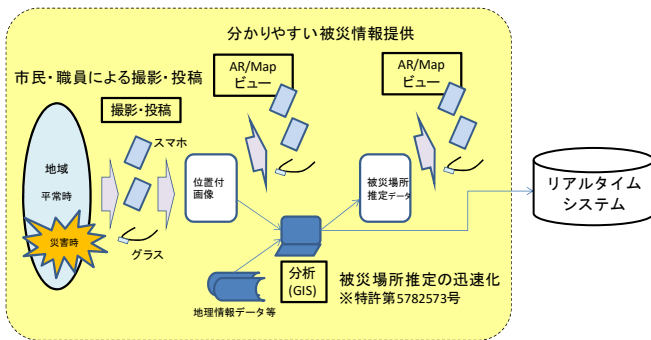 分かりやすい被災情報提供
市民・職員による撮影・投稿
AR/Map
ビュー
AR/Map
ビュー
撮影・投稿
スマホ
地域
平常時
災害時
グラス
位置付
画像
被災場所
推定データ
リアルタイム
システム
分析
(GIS)
被災場所推定の迅速化
※特許第5782573号
地理情報データ等